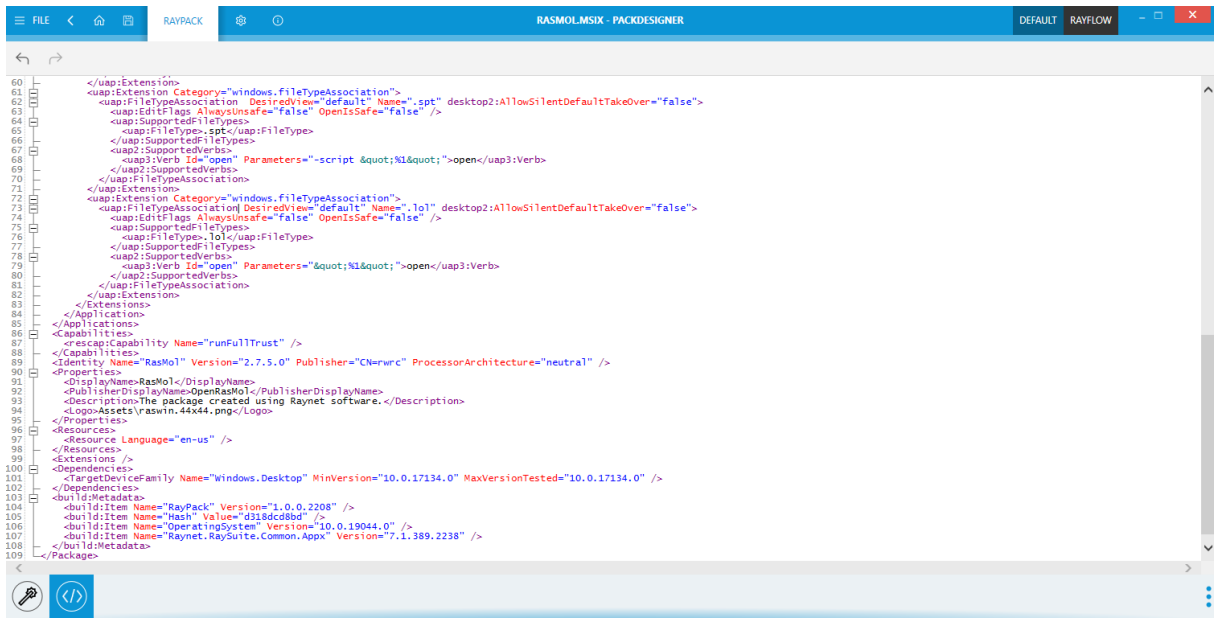 FILE RAYPACK RASMOL.MSIX - PACKDESIGNER DEFAULT RAYFLOW
60 </uap:Extension>
61 <uap:Extension Category="windows.fileTypeAssociation">
62 <uap:FileTypeAssociation DesiredView="default" Name=".spt" desktop2:AllowSilentDefaultTakeOver="false">
63 <uap:EditFlags AlwaysUnsafe="false" OpenIsSafe="false" />
64 <uap:SupportedFileTypes>
65 <uap:FileType>.spt</uap:FileType>
66 </uap:SupportedFileTypes>
67 <uap2:SupportedVerbs>
68 <uap3:Verb Id="open" Parameters="-script &quot;%1&quot;">open</uap3:Verb>
69 </uap2:SupportedVerbs>
70 </uap:FileTypeAssociation>
71 </uap:Extension>
72 <uap:Extension Category="windows.fileTypeAssociation">
73 <uap:FileTypeAssociation DesiredView="default" Name=".lol" desktop2:AllowSilentDefaultTakeOver="false">
74 <uap:EditFlags AlwaysUnsafe="false" OpenIsSafe="false" />
75 <uap:SupportedFileTypes>
76 <uap:FileType>.lol</uap:FileType>
77 </uap:SupportedFileTypes>
78 <uap2:SupportedVerbs>
79 <uap3:Verb Id="open" Parameters="&quot;%1&quot;">open</uap3:Verb>
80 </uap2:SupportedVerbs>
81 </uap:FileTypeAssociation>
82 </uap:Extension>
83 </Extensions>
84 </Application>
85 </Applications>
86 <Capabilities>
87 <rescap:Capability Name="runFullTrust" />
88 </Capabilities>
89 <Identity Name="RasMol" Version="2.7.5.0" Publisher="CN=rwrc" ProcessorArchitecture="neutral" />
90 <Properties>
91 <DisplayName>RasMol</DisplayName>
92 <PublisherDisplayName>OpenRasMol</PublisherDisplayName>
93 <Description>The package created using Raynet software.</Description>
94 <Logo>Assets\raswin.44x44.png</Logo>
95 </Properties>
96 <Resources>
97 <Resource Language="en-us" />
98 </Resources>
99 <Extensions />
100 <Dependencies>
101 <TargetDeviceFamily Name="Windows.Desktop" MinVersion="10.0.17134.0" MaxVersionTested="10.0.17134.0" />
102 </Dependencies>
103 <build:Metadata>
104 <build:Item Name="RayPack" Version="1.0.0.2208" />
105 <build:Item Name="Hash" Value="d318dcd8bd" />
106 <build:Item Name="OperatingSystem" Version="10.0.19044.0" />
107 <build:Item Name="Raynet.RaySuite.Common.Appx" Version="7.1.389.2238" />
108 </build:Metadata>
109 </Package>